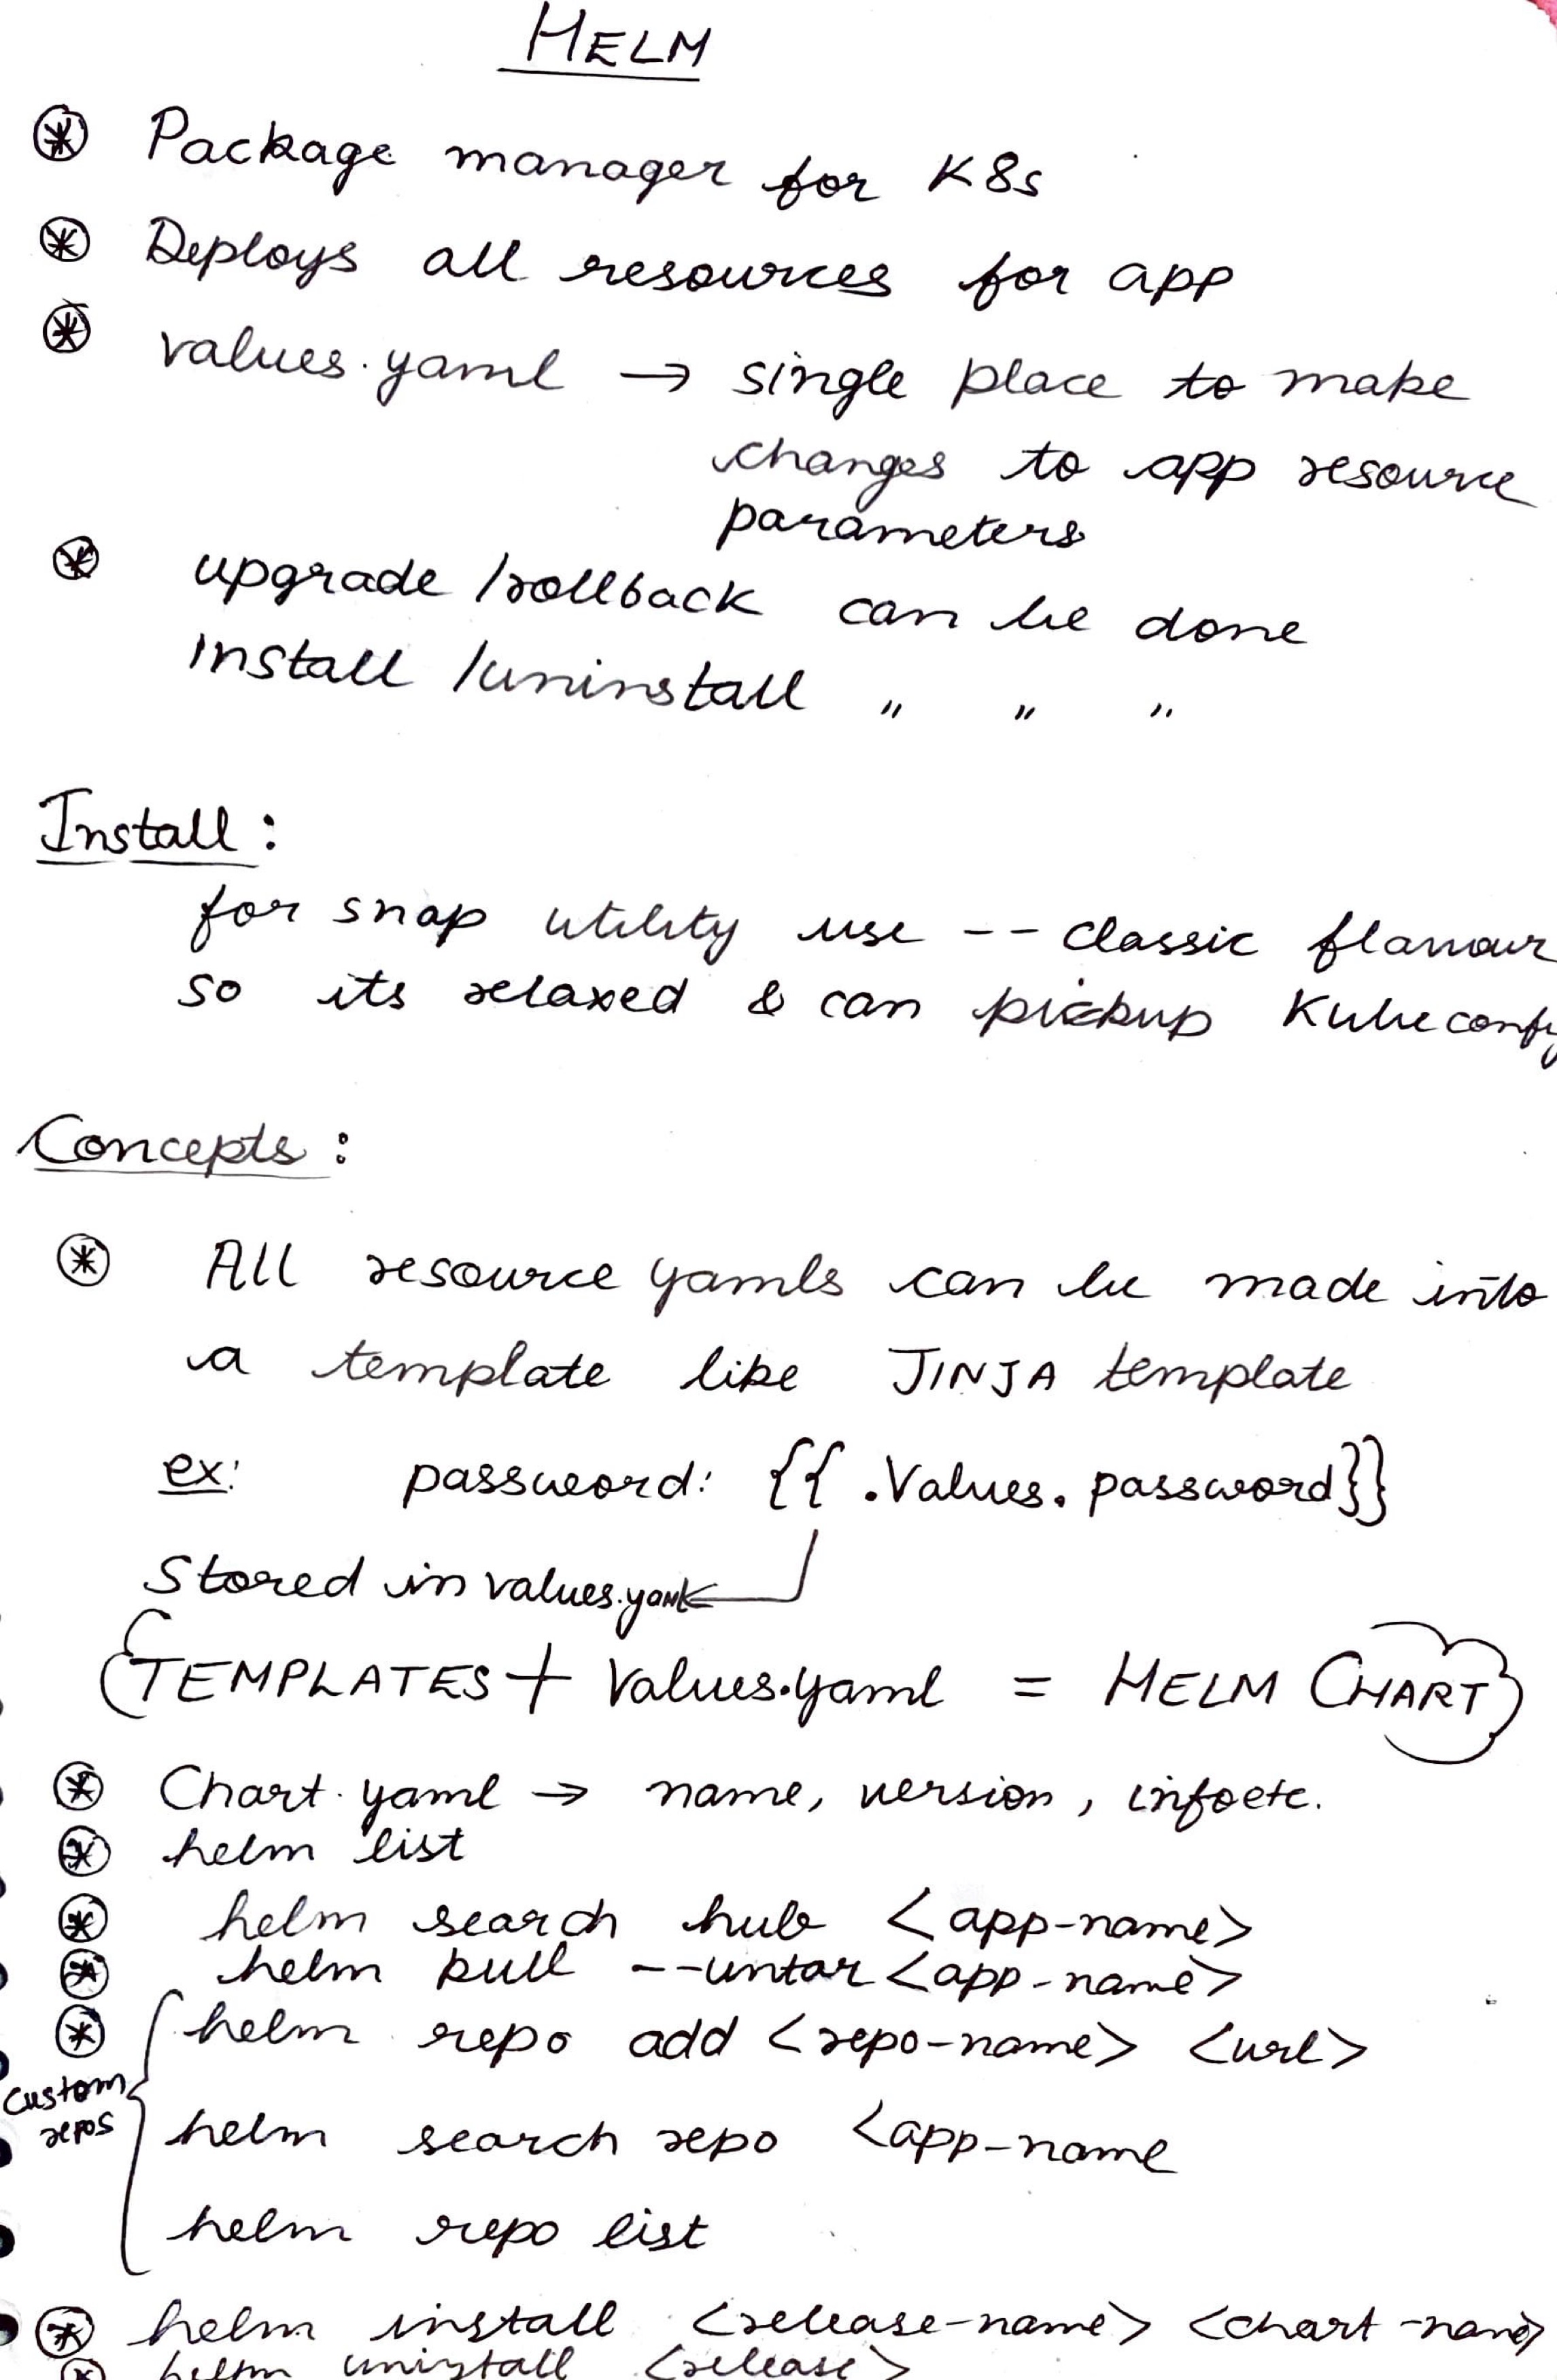 HELM
Package manager for K8s
Deploys all resources for app
values.yaml → single place to make
changes to app resource
parameters
upgrade /rollback can be done
install /uninstall " " "
Install :
for snap utility use -- classic flavour
so its relaxed & can pickup Kubeconfig
Concepts :
All resource yamls can be made into
a template like JINJA template
ex: password: {{ .Values.password}}
Stored in values.yaml
TEMPLATES + Values.yaml = HELM CHART
Chart.yaml → name, version, info etc.
helm list
helm search hub <app-name>
helm pull --untar <app-name>
helm repo add <repo-name> <url>
custom
repos
helm search repo <app-name
helm repo list
helm install <release-name> <chart-name>
helm uninstall <release>